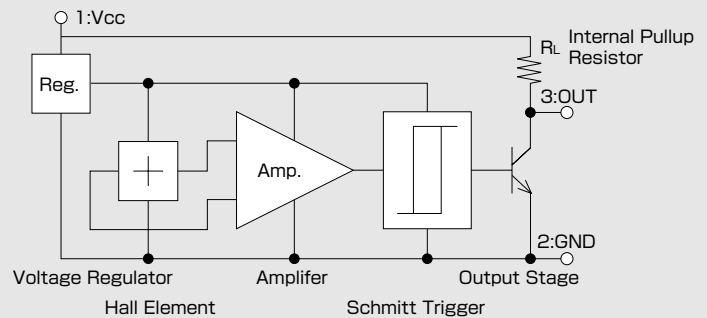 1:Vcc
RL Internal Pullup
Resistor
Reg.
3:OUT
Amp.
2:GND
Voltage Regulator Amplifer Output Stage
Hall Element Schmitt Trigger